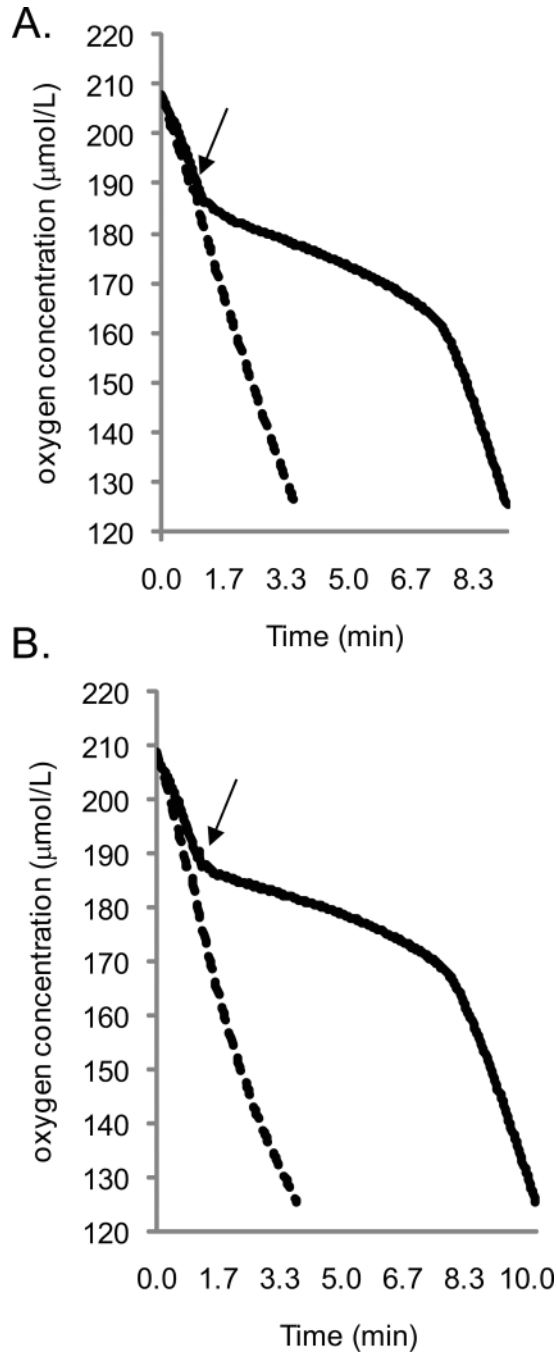 A.
oxygen concentration (μmol/L)
220
210
200
190
180
170
160
150
140
130
120
0.0 1.7 3.3 5.0 6.7 8.3
Time (min)
B.
oxygen concentration (μmol/L)
220
210
200
190
180
170
160
150
140
130
120
0.0 1.7 3.3 5.0 6.7 8.3 10.0
Time (min)